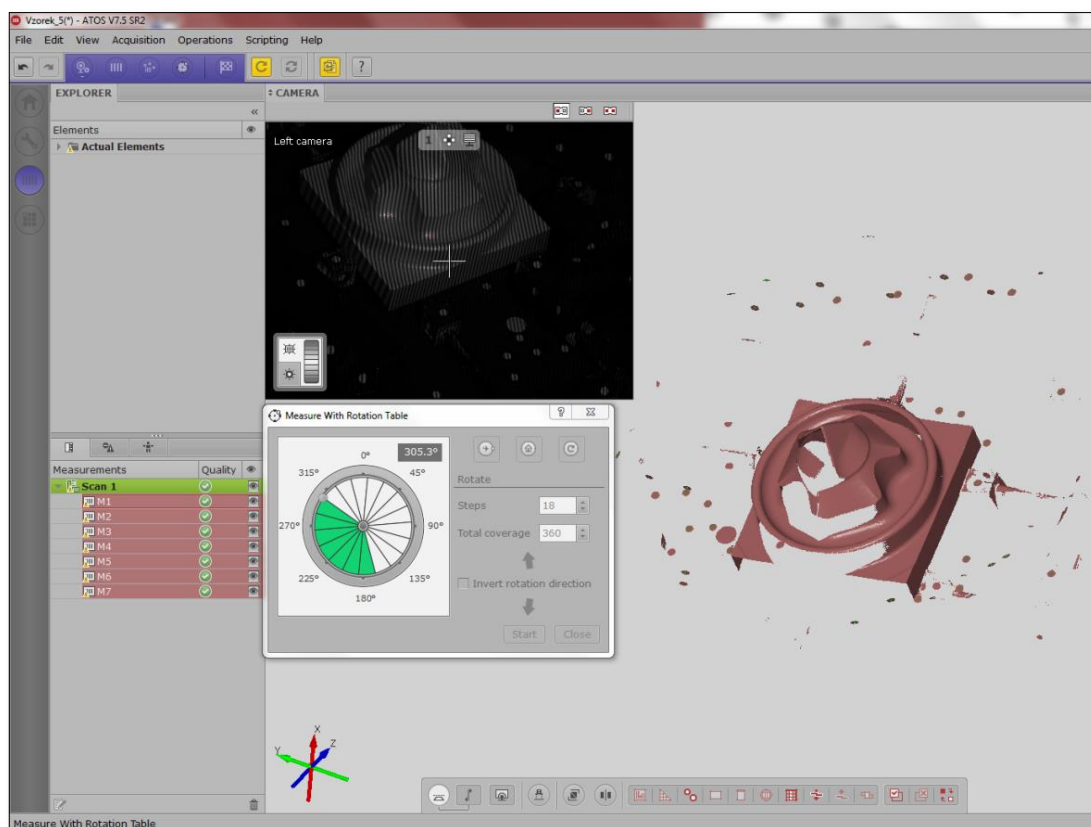 Vzorek_5(*) - ATOS V7.5 SR2
File Edit View Acquisition Operations Scripting Help
EXPLORER
CAMERA
Elements
Actual Elements
Left camera
1
Measure With Rotation Table
305.3°
0°
315°
45°
270°
90°
225°
135°
180°
Rotate
Steps 18
Total coverage 360
Invert rotation direction
Start Close
Measurements Quality
Scan 1
M1
M2
M3
M4
M5
M6
M7
X
Y
Z
Measure With Rotation Table